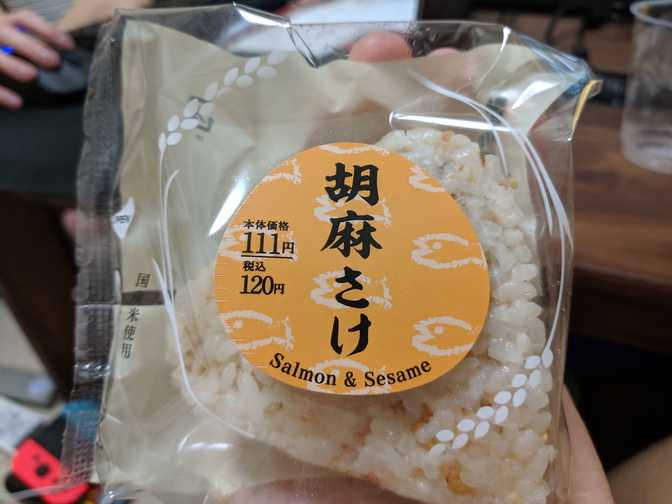 胡麻さけ
本体価格
111円
税込
120円
Salmon & Sesame
米使用